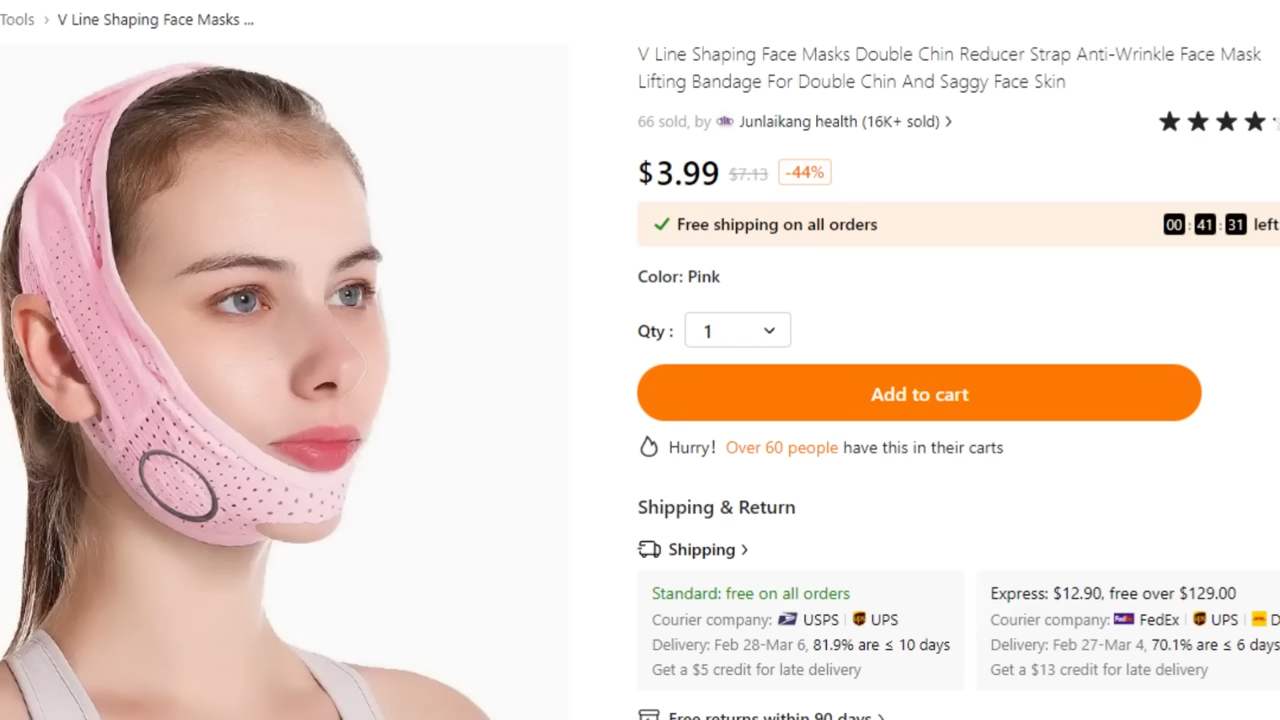 Tools › V Line Shaping Face Masks ...
V Line Shaping Face Masks Double Chin Reducer Strap Anti-Wrinkle Face Mask
Lifting Bandage For Double Chin And Saggy Face Skin
66 sold, by Junlaikang health (16K+ sold) >
$3.99 $7.13 -44%
Free shipping on all orders 00 : 41 : 31 left
Color: Pink
Qty : 1
Add to cart
Hurry! Over 60 people have this in their carts
Shipping & Return
Shipping >
Standard: free on all orders
Courier company: USPS | UPS
Delivery: Feb 28-Mar 6, 81.9% are ≤ 10 days
Get a $5 credit for late delivery
Express: $12.90, free over $129.00
Courier company: FedEx FedEx | UPS | D
Delivery: Feb 27-Mar 4, 70.1% are ≤ 6 days
Get a $13 credit for late delivery
Free returns within 90 days >